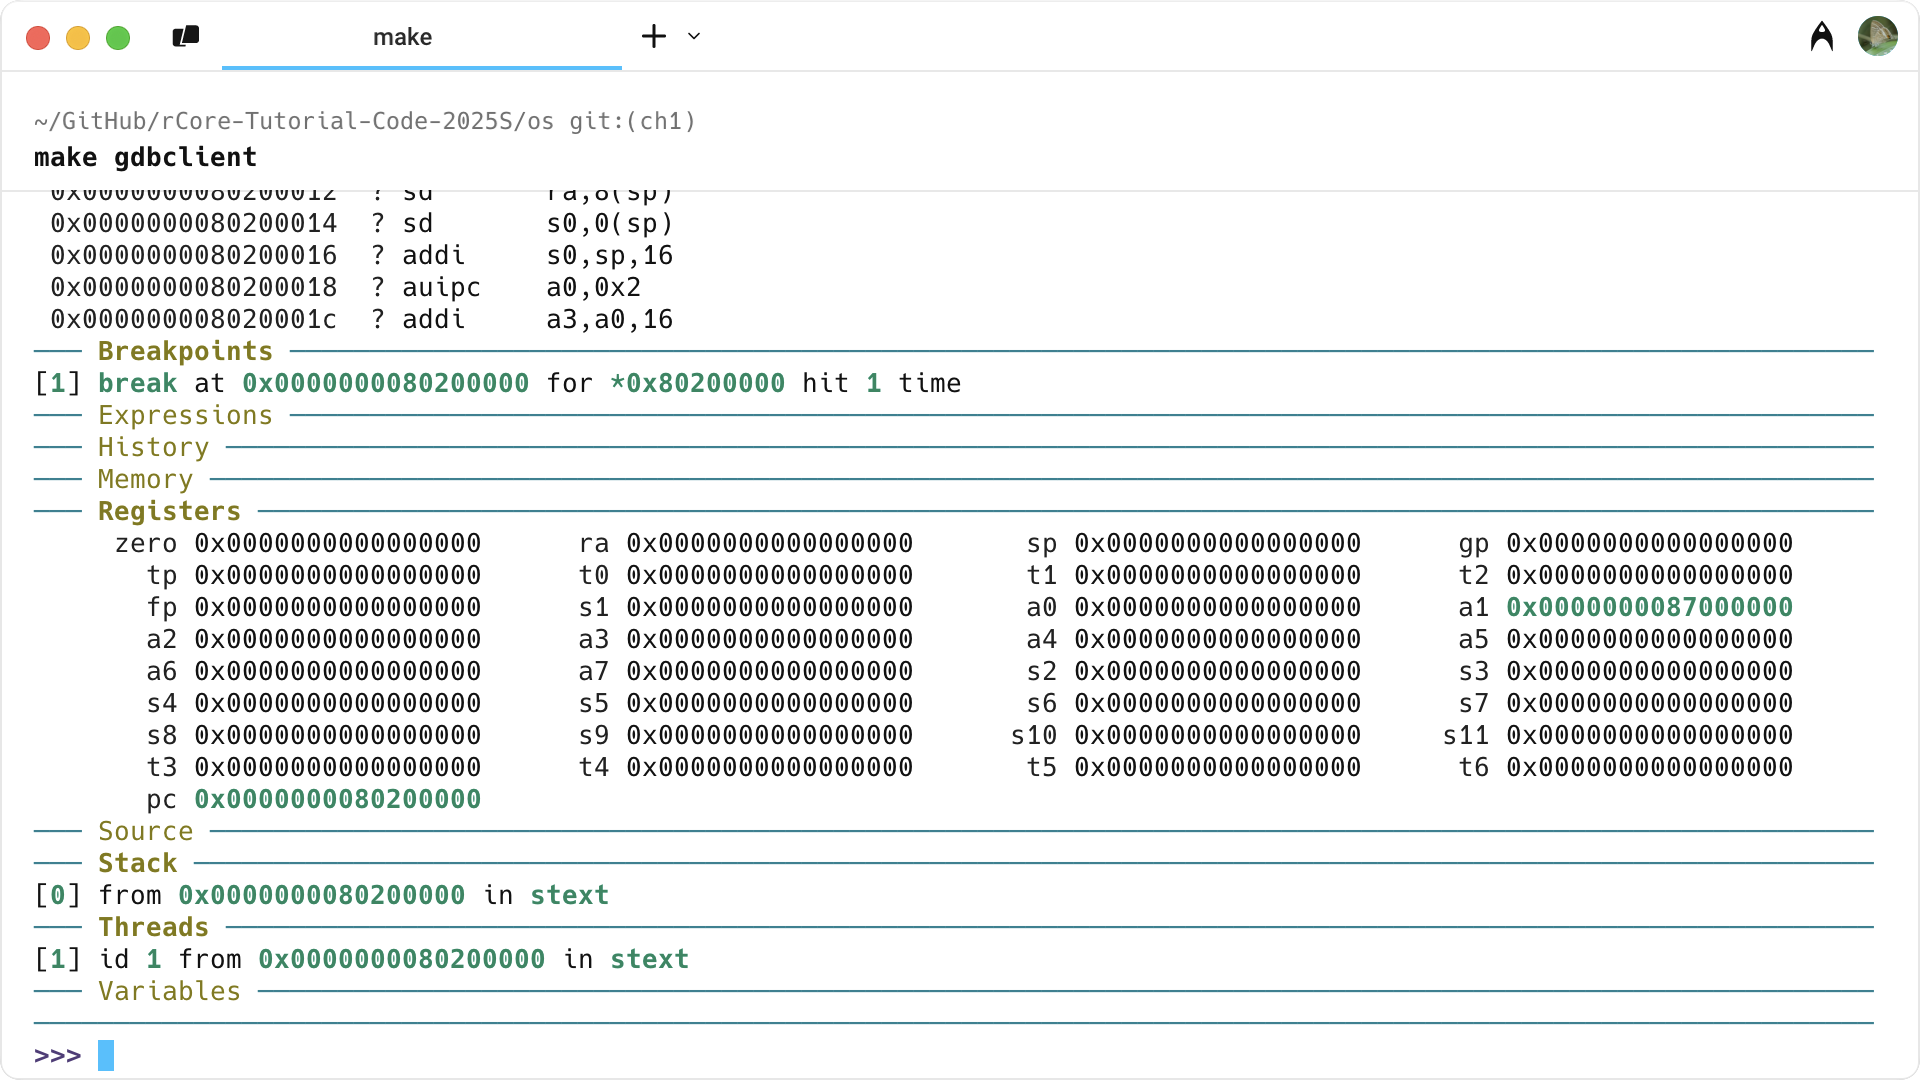 make
~/GitHub/rCore-Tutorial-Code-2025S/os git:(ch1)
make gdbclient
0x0000000080200012 ? sd ra,8(sp)
0x0000000080200014 ? sd s0,0(sp)
0x0000000080200016 ? addi s0,sp,16
0x0000000080200018 ? auipc a0,0x2
0x000000008020001c ? addi a3,a0,16
Breakpoints
[1] break at 0x0000000080200000 for *0x80200000 hit 1 time
Expressions
History
Memory
Registers
zero 0x0000000000000000 ra 0x0000000000000000 sp 0x0000000000000000 gp 0x0000000000000000
tp 0x0000000000000000 t0 0x0000000000000000 t1 0x0000000000000000 t2 0x0000000000000000
fp 0x0000000000000000 s1 0x0000000000000000 a0 0x0000000000000000 a1 0x0000000087000000
a2 0x0000000000000000 a3 0x0000000000000000 a4 0x0000000000000000 a5 0x0000000000000000
a6 0x0000000000000000 a7 0x0000000000000000 s2 0x0000000000000000 s3 0x0000000000000000
s4 0x0000000000000000 s5 0x0000000000000000 s6 0x0000000000000000 s7 0x0000000000000000
s8 0x0000000000000000 s9 0x0000000000000000 s10 0x0000000000000000 s11 0x0000000000000000
t3 0x0000000000000000 t4 0x0000000000000000 t5 0x0000000000000000 t6 0x0000000000000000
pc 0x0000000080200000
Source
Stack
[0] from 0x0000000080200000 in stext
Threads
[1] id 1 from 0x0000000080200000 in stext
Variables
>>>